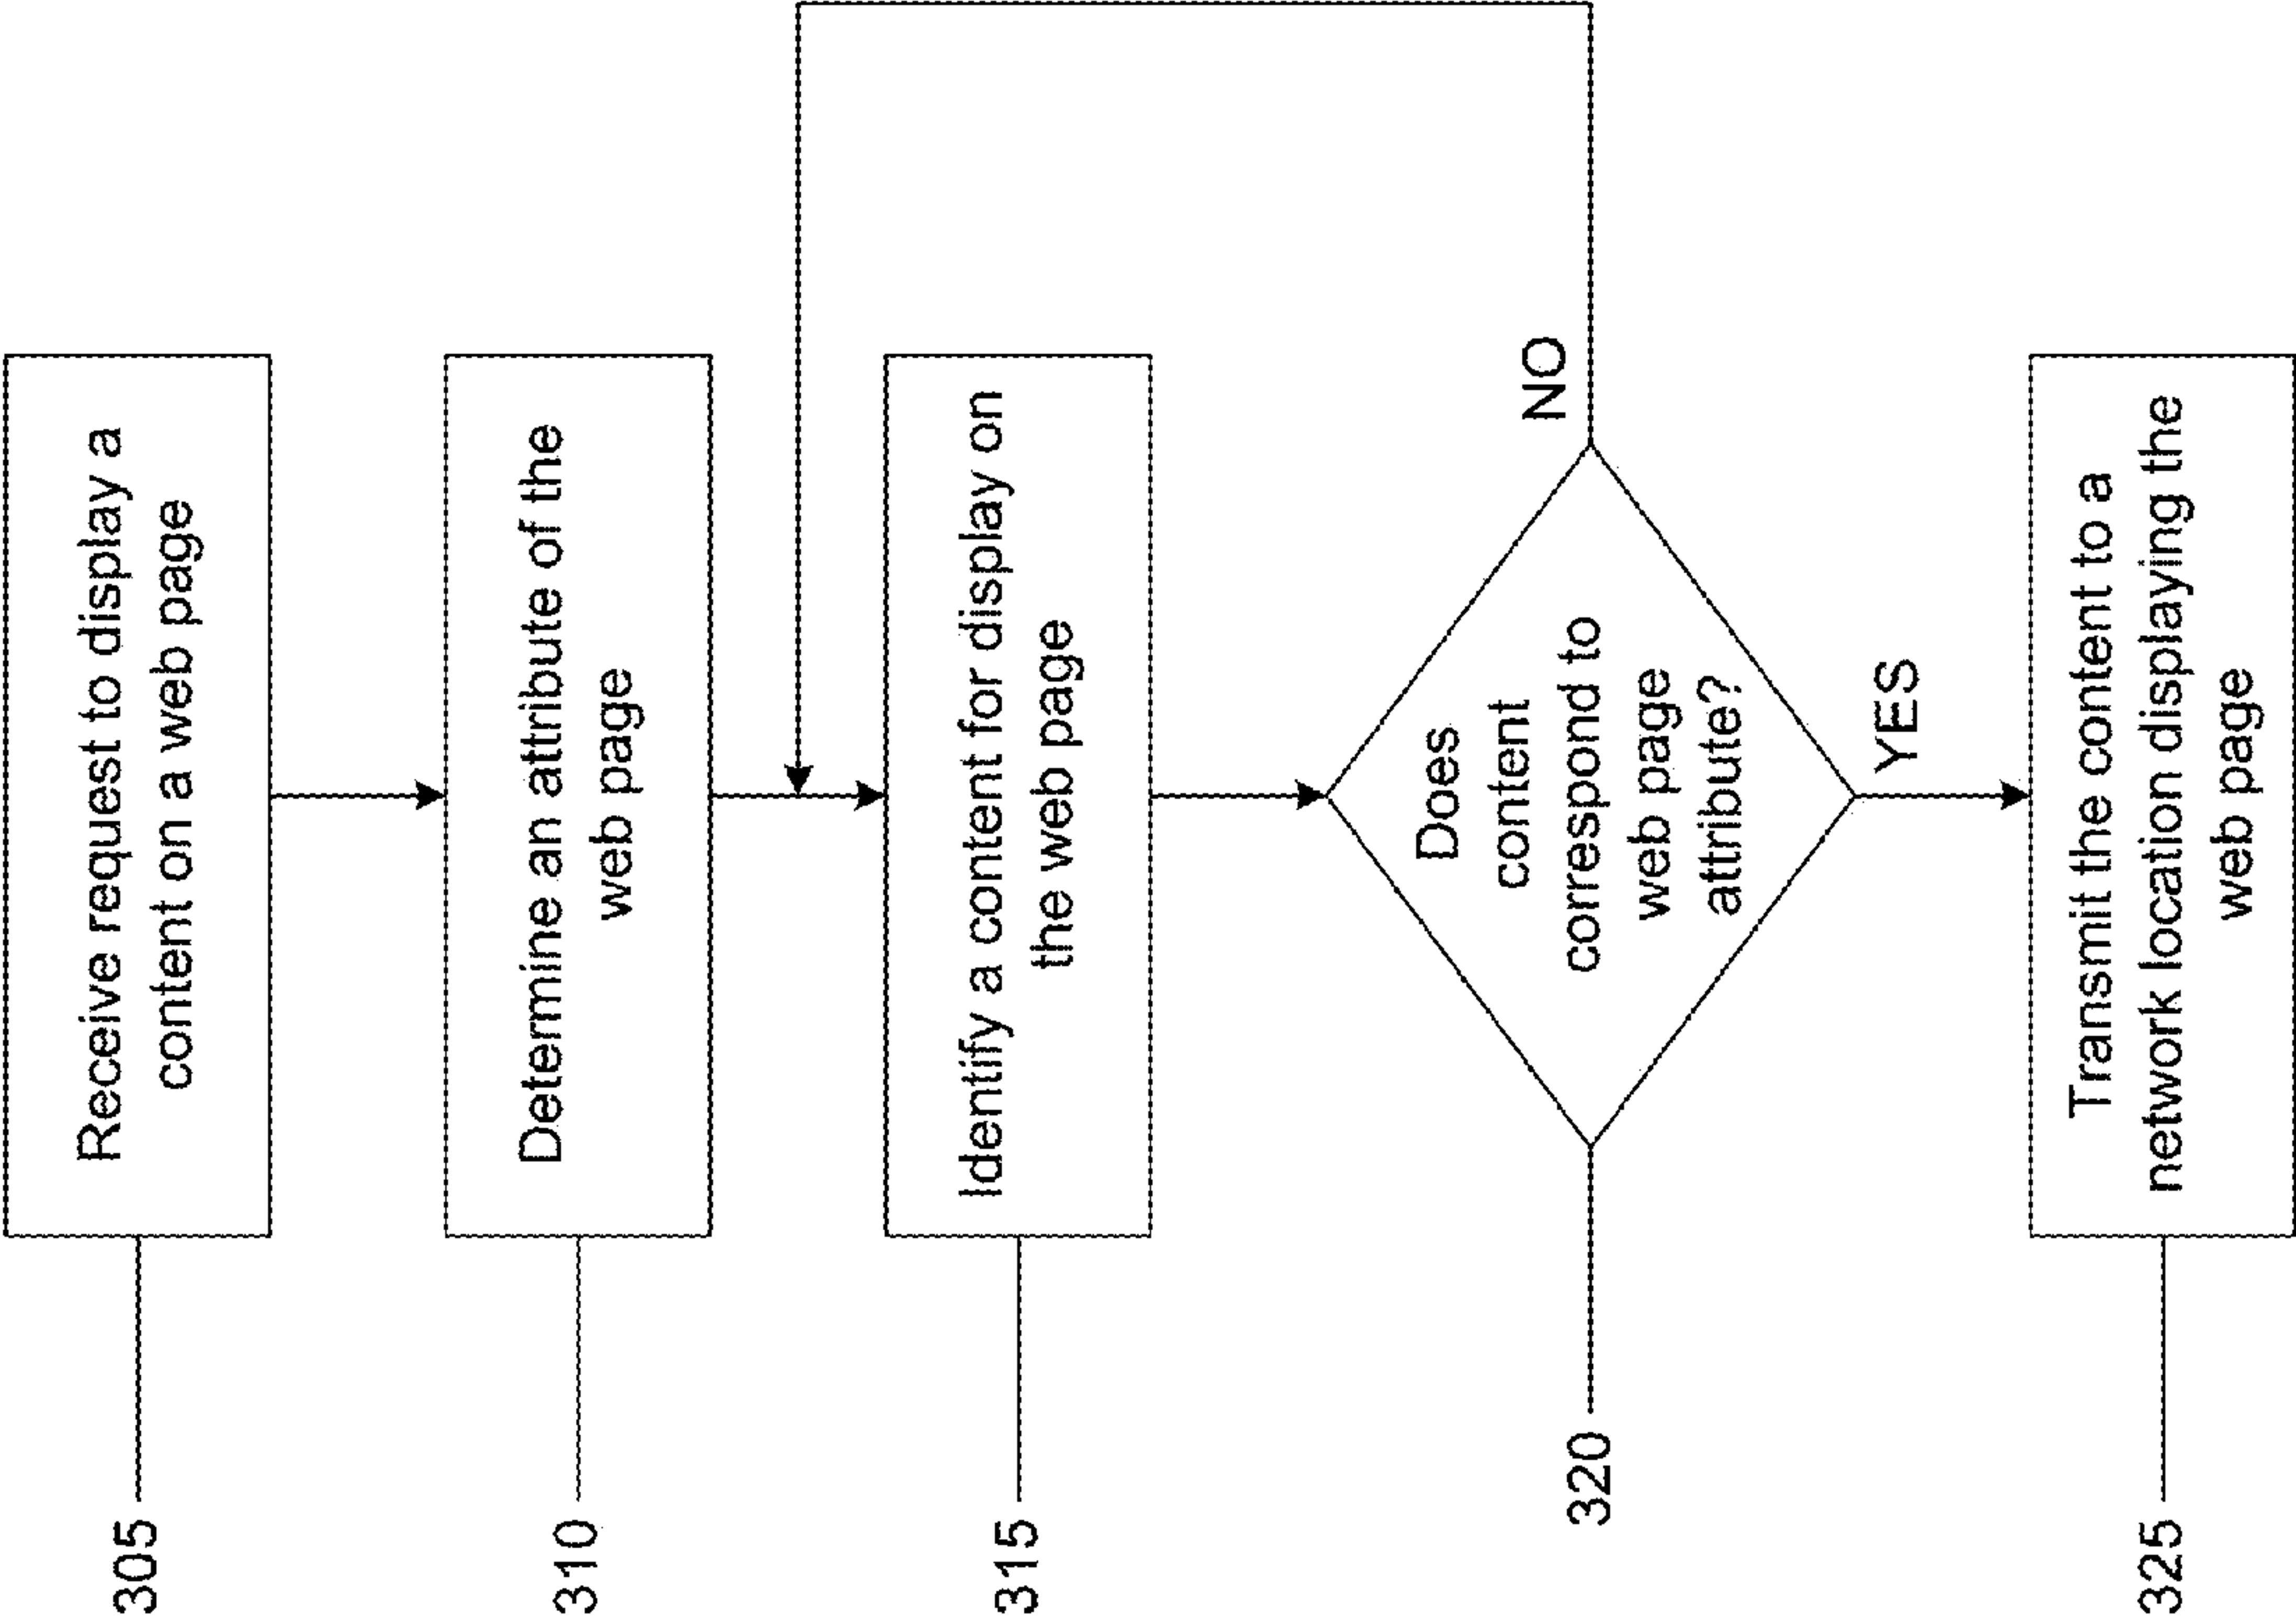 305
Receive request to display a
content on a web page
310
Determine an attribute of the
web page
315
Identify a content for display on
the web page
320
Does
content
correspond to
web page
attribute?
NO
YES
325
Transmit the content to a
network location displaying the
web page